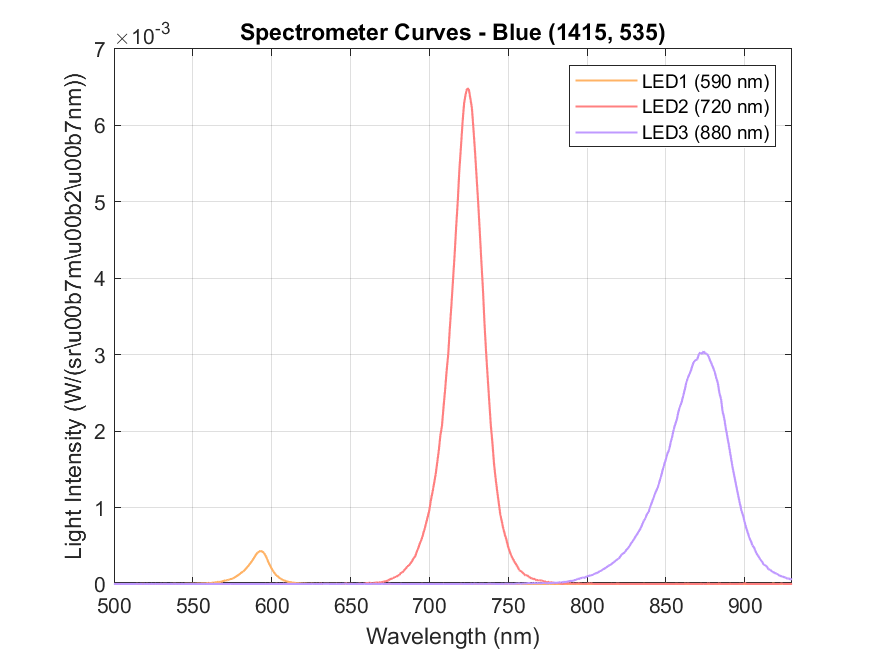 Spectrometer Curves - Blue (1415, 535)
×10-3
Light Intensity (W/(sr\u00b7m\u00b2\u00b7nm))
7
6
5
4
3
2
1
0
LED1 (590 nm)
LED2 (720 nm)
LED3 (880 nm)
500 550 600 650 700 750 800 850 900
Wavelength (nm)